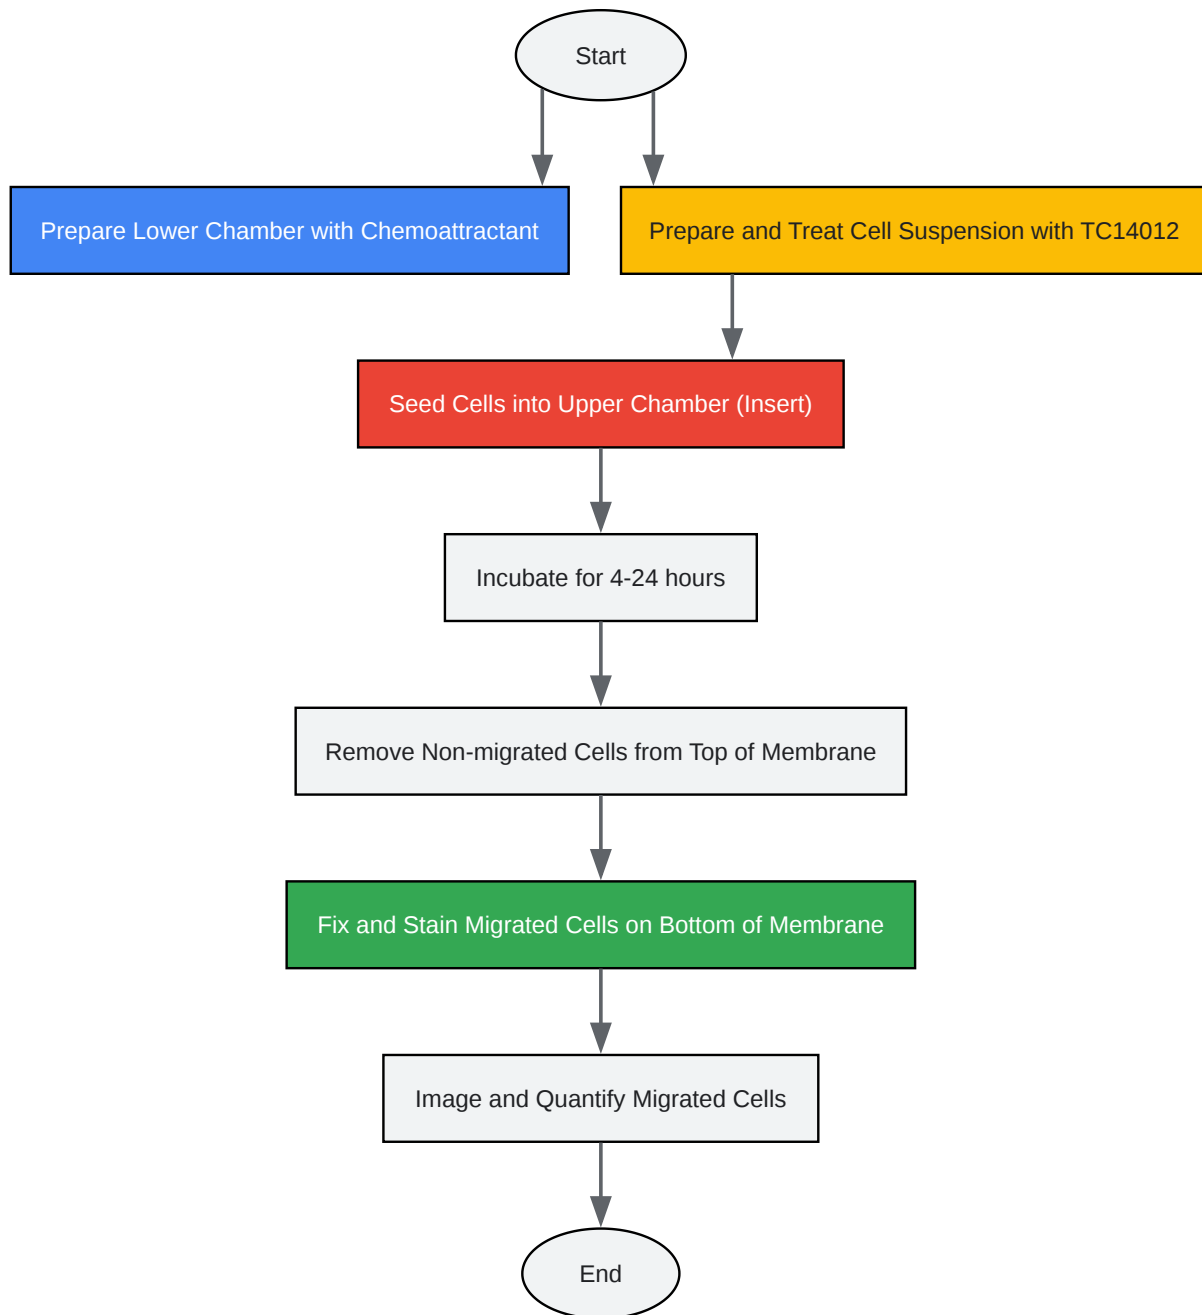 Start
Prepare Lower Chamber with Chemoattractant
Prepare and Treat Cell Suspension with TC14012
Seed Cells into Upper Chamber (Insert)
Incubate for 4-24 hours
Remove Non-migrated Cells from Top of Membrane
Fix and Stain Migrated Cells on Bottom of Membrane
Image and Quantify Migrated Cells
End